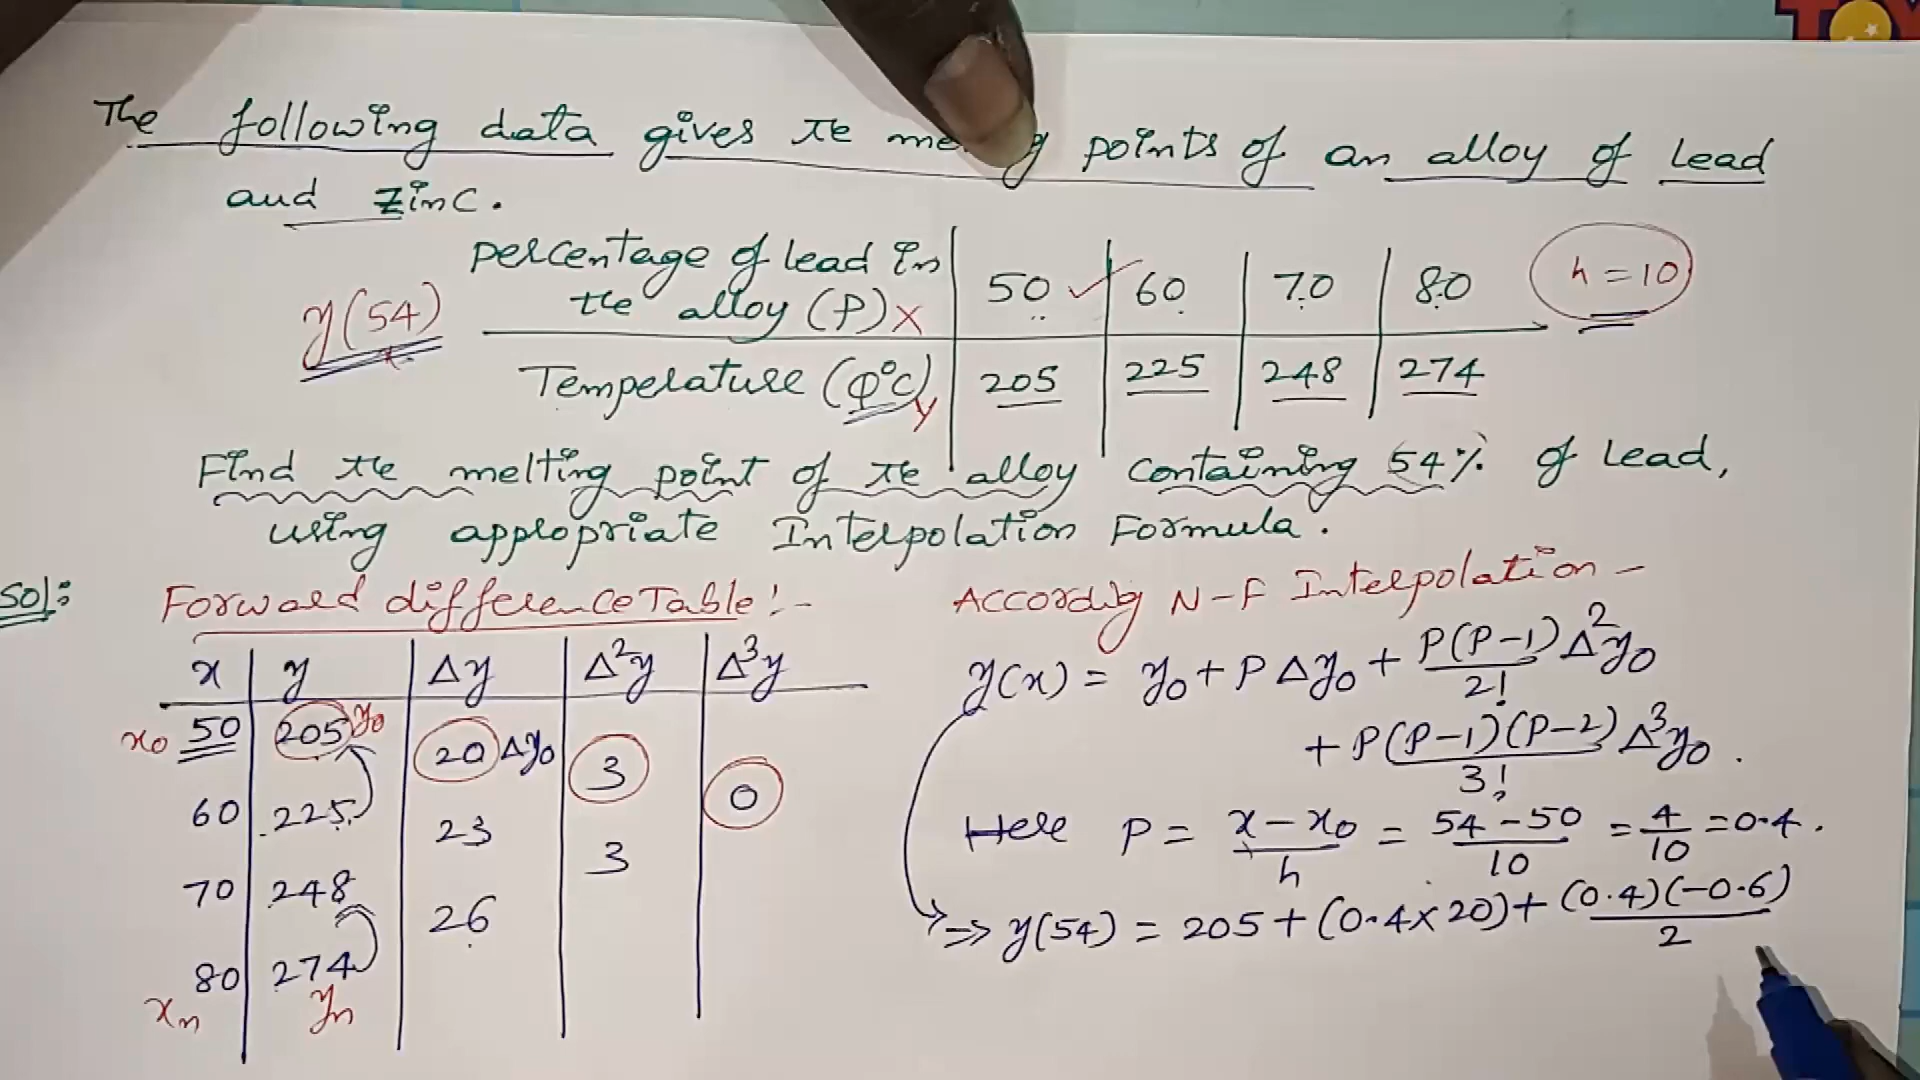 The following data gives the me   g points of an alloy of Lead
and zinc.
percentage of lead in the alloy (P) x | 50 ✓ | 60 | 70 | 80
h = 10
y(54)
Temperature (Φ°C) y | 205 | 225 | 248 | 274
Find the melting point of the alloy containing 54% of Lead,
using appropriate Interpolation Formula.
Sol:
Forward difference Table:-
x | y | Δy | Δ²y | Δ³y
x₀ 50 | 205 y₀ | 20 Δy₀ | 3 | 0
60 | 225 | 23 | 3
70 | 248 | 26
80 | 274
xₙ yₙ
According N-F Interpolation -
y(x) = y₀ + P Δy₀ + P(P-1)/2! Δ²y₀
+ P(P-1)(P-2)/3! Δ³y₀ .
Here P = x - x₀/h = 54-50/10 = 4/10 = 0.4 .
⇒ y(54) = 205 + (0.4×20) + (0.4)(-0.6)/2